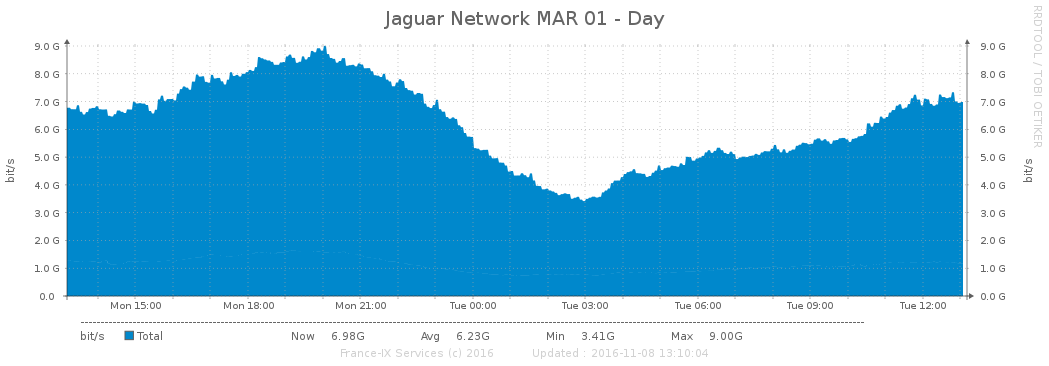 Jaguar Network MAR 01 - Day
RRDTOOL / TOBI OETIKER
bit/s
9.0 G 9.0 G
8.0 G 8.0 G
7.0 G 7.0 G
6.0 G 6.0 G
5.0 G 5.0 G
4.0 G 4.0 G
3.0 G 3.0 G
2.0 G 2.0 G
1.0 G 1.0 G
0.0 0.0 G
bit/s
Mon 15:00 Mon 18:00 Mon 21:00 Tue 00:00 Tue 03:00 Tue 06:00 Tue 09:00 Tue 12:00
bit/s Total Now 6.98G Avg 6.23G Min 3.41G Max 9.00G
France-IX Services (c) 2016 Updated : 2016-11-08 13:10:04